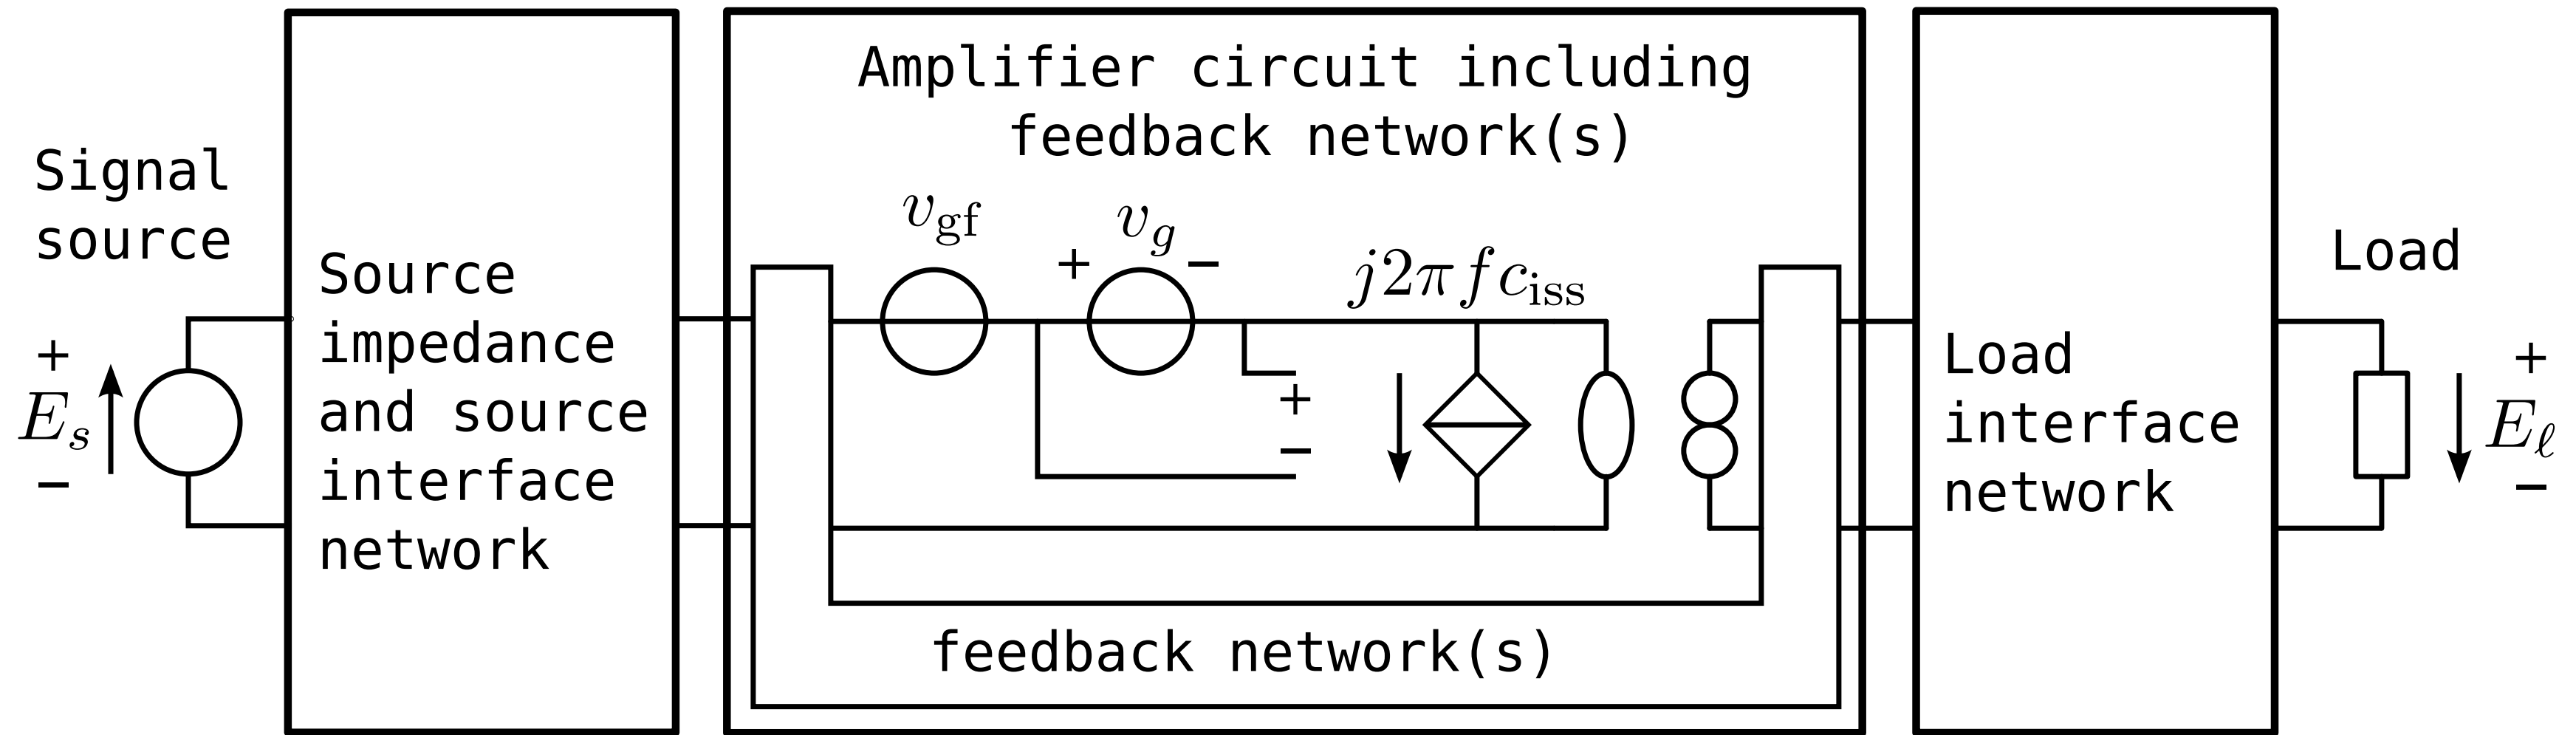 Amplifier circuit including
feedback network(s)
Signal
source
+
E_s
−
Source
impedance
and source
interface
network
v_gf
+ v_g −
j2πfc_iss
+
−
feedback network(s)
Load
interface
network
Load
+
E_ℓ
−